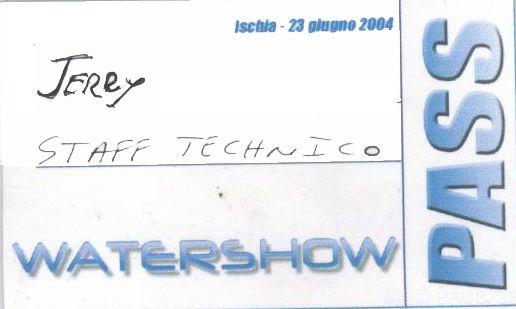 Ischia - 23 giugno 2004
JERRY
STAFF TECHNICO
WATERSHOW
PASS